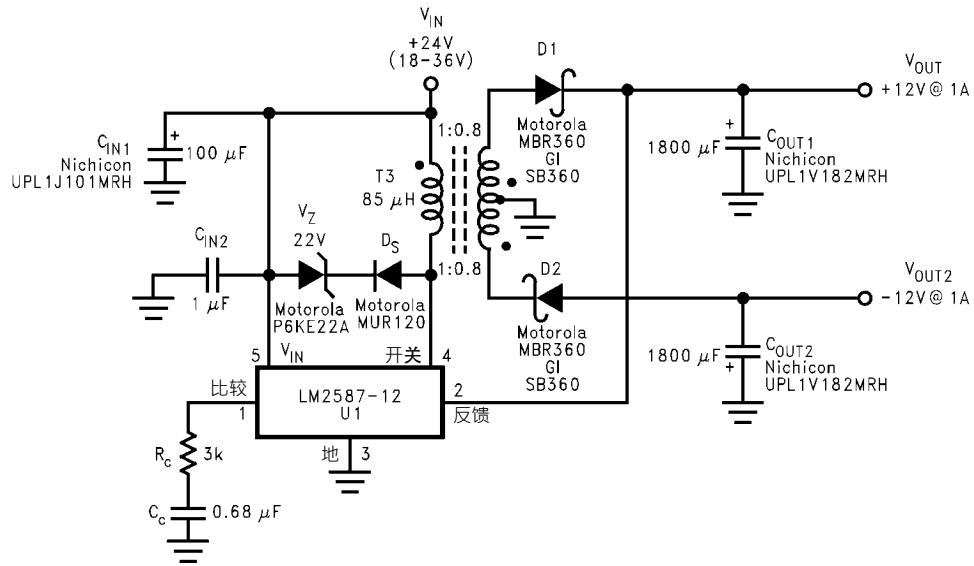 V_IN
+24V
(18-36V)
D1
V_OUT
+12V@ 1A
C_IN1
Nichicon
UPL1J101MRH
+
100 μF
1:0.8
Motorola
MBR360
GI
SB360
1800 μF
+
C_OUT1
Nichicon
UPL1V182MRH
T3
85 μH
V_Z
22V
D_S
C_IN2
1 μF
1:0.8
D2
V_OUT2
-12V@ 1A
Motorola
P6KE22A
Motorola
MUR120
Motorola
MBR360
GI
SB360
1800 μF
+
C_OUT2
Nichicon
UPL1V182MRH
5
V_IN
开关
4
比较
1
LM2587-12
U1
2
反馈
地
3
R_c
3k
C_c
0.68 μF